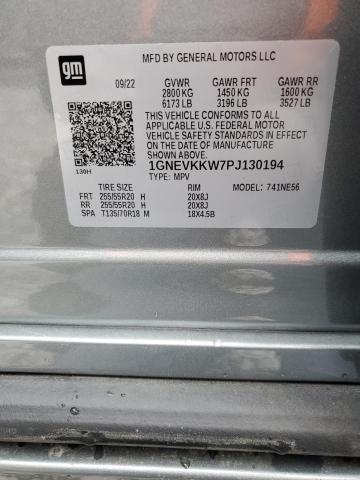 gm
MFD BY GENERAL MOTORS LLC
09/22 GVWR GAWR FRT GAWR RR
2800 KG 1450 KG 1600 KG
6173 LB 3196 LB 3527 LB
THIS VEHICLE CONFORMS TO ALL
APPLICABLE U.S. FEDERAL MOTOR
VEHICLE SAFETY STANDARDS IN EFFECT ON
THE DATE OF MANUFACTURE SHOWN ABOVE.
130H
1GNEVKKW7PJ130194
TYPE: MPV
TIRE SIZE RIM MODEL: 741NE56
FRT 255/55R20 H 20X8J
RR 255/55R20 H 20X8J
SPA T135/70R18 M 18X4.5B